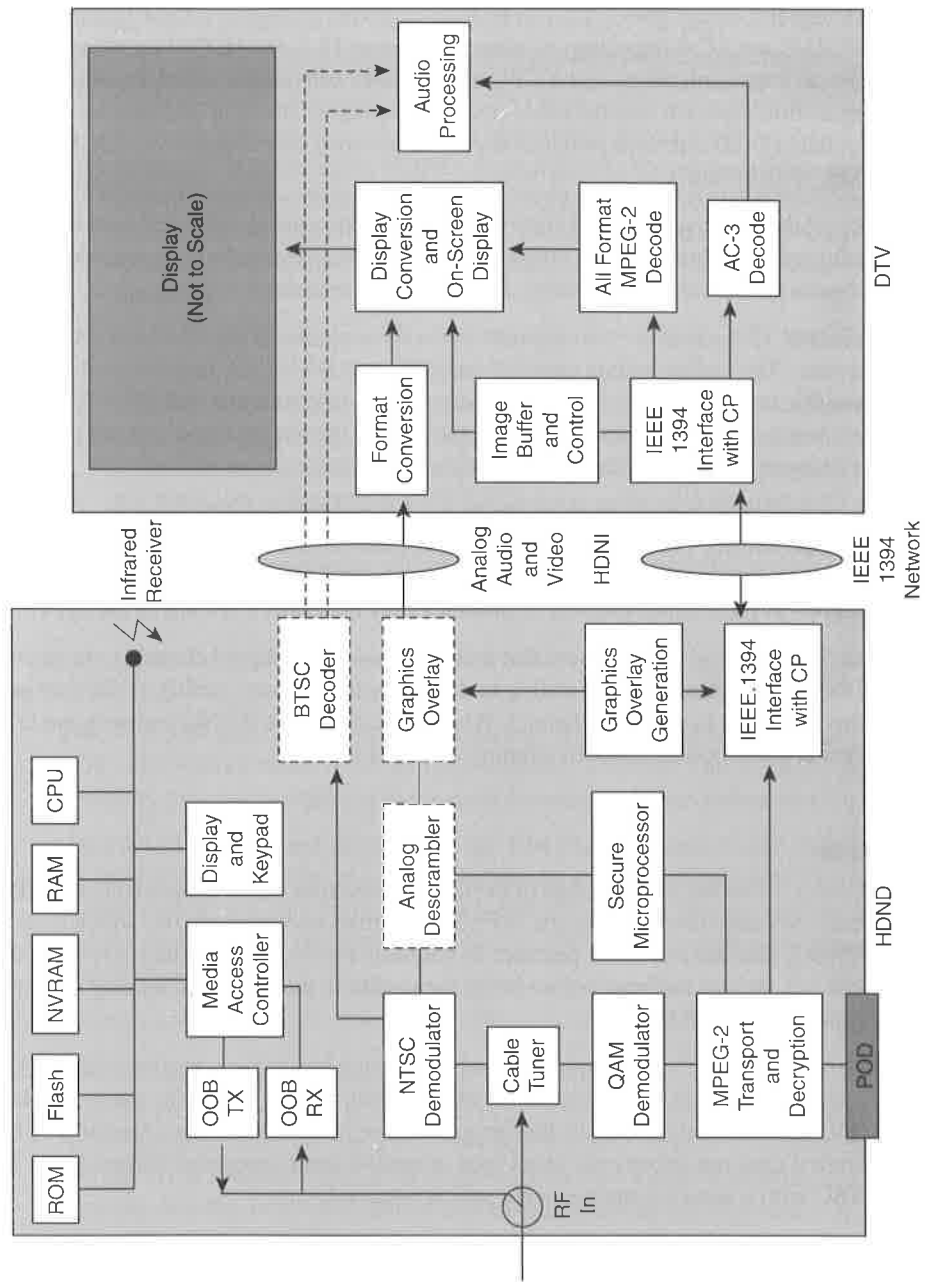 ROM
Flash
NVRAM
RAM
CPU
Infrared
Receiver
OOB
TX
OOB
RX
Media
Access
Controller
Display
and
Keypad
BTSC
Decoder
NTSC
Demodulator
Analog
Descrambler
Graphics
Overlay
Cable
Tuner
RF
In
QAM
Demodulator
Secure
Microprocessor
Graphics
Overlay
Generation
MPEG-2
Transport
and
Decryption
IEEE.1394
Interface
with CP
POD
HDND
Analog
Audio
and
Video
HDNI
IEEE
1394
Network
Display
(Not to Scale)
Format
Conversion
Display
Conversion
and
On-Screen
Display
Audio
Processing
Image
Buffer
and
Control
All Format
MPEG-2
Decode
IEEE
1394
Interface
with CP
AC-3
Decode
DTV